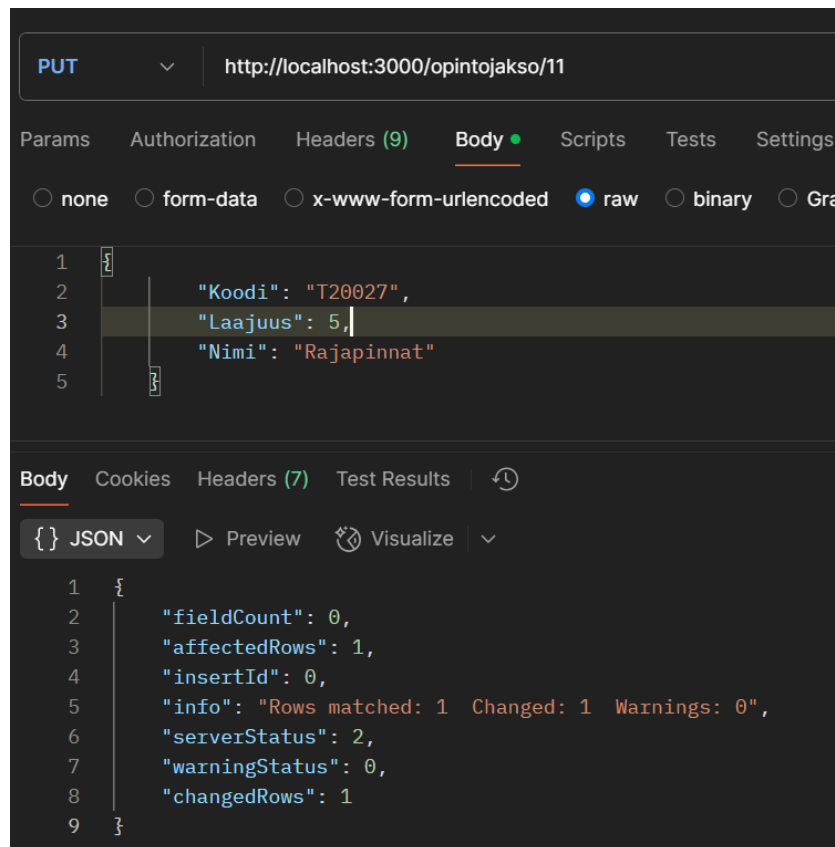 PUT http://localhost:3000/opintojakso/11
Params Authorization Headers (9) Body Scripts Tests Settings
none form-data x-www-form-urlencoded raw binary Gra
1 {
2 "Koodi": "T20027",
3 "Laajuus": 5,
4 "Nimi": "Rajapinnat"
5 }
Body Cookies Headers (7) Test Results
{} JSON Preview Visualize
1 {
2 "fieldCount": 0,
3 "affectedRows": 1,
4 "insertId": 0,
5 "info": "Rows matched: 1  Changed: 1  Warnings: 0",
6 "serverStatus": 2,
7 "warningStatus": 0,
8 "changedRows": 1
9 }